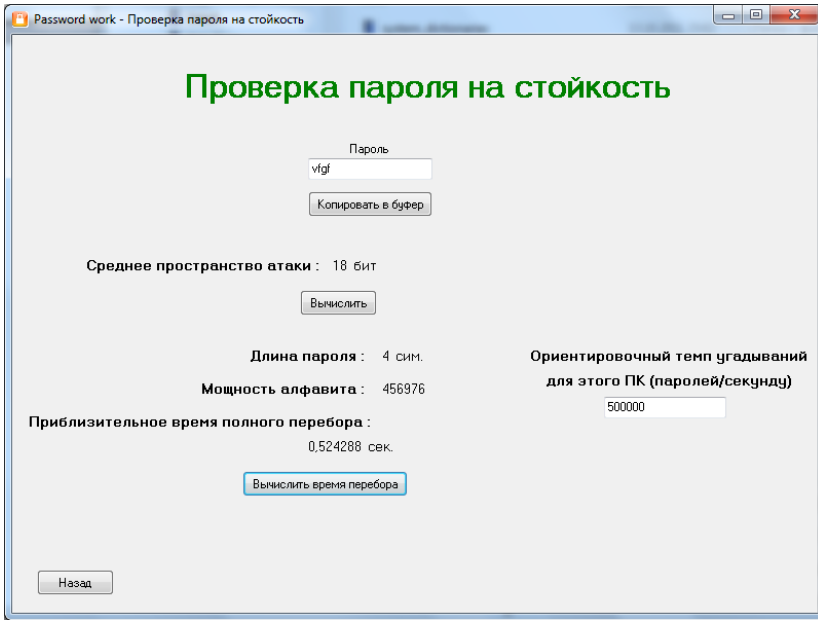 Password work - Проверка пароля на стойкость
Проверка пароля на стойкость
Пароль
vfgf
Копировать в буфер
Среднее пространство атаки : 18 бит
Вычислить
Длина пароля : 4 сим.
Мощность алфавита : 456976
Приблизительное время полного перебора :
0,524288 сек.
Вычислить время перебора
Ориентировочный темп угадываний
для этого ПК (паролей/секунду)
500000
Назад